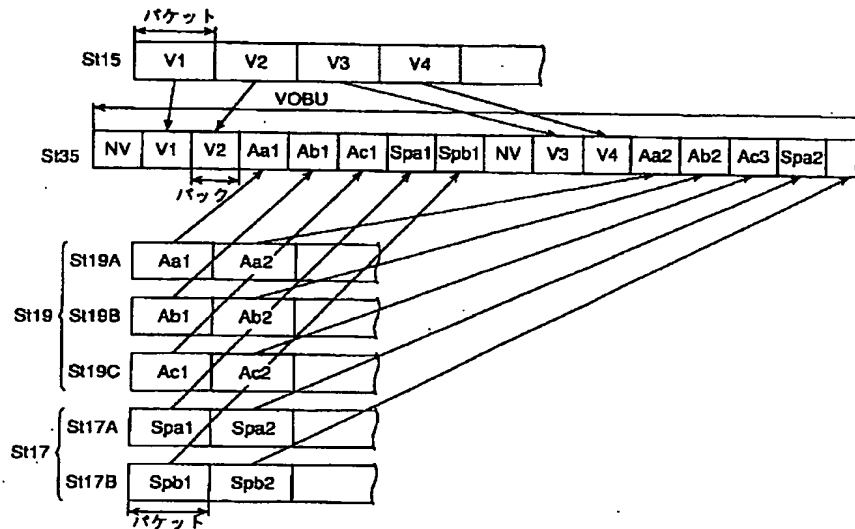 パケット
St15 V1 V2 V3 V4
VOBU
St35 NV V1 V2 Aa1 Ab1 Ac1 Spa1 Spb1 NV V3 V4 Aa2 Ab2 Ac3 Spa2
パック
St19A Aa1 Aa2
St19 St19B Ab1 Ab2
St19C Ac1 Ac2
St17A Spa1 Spa2
St17
St17B Spb1 Spb2
パケット